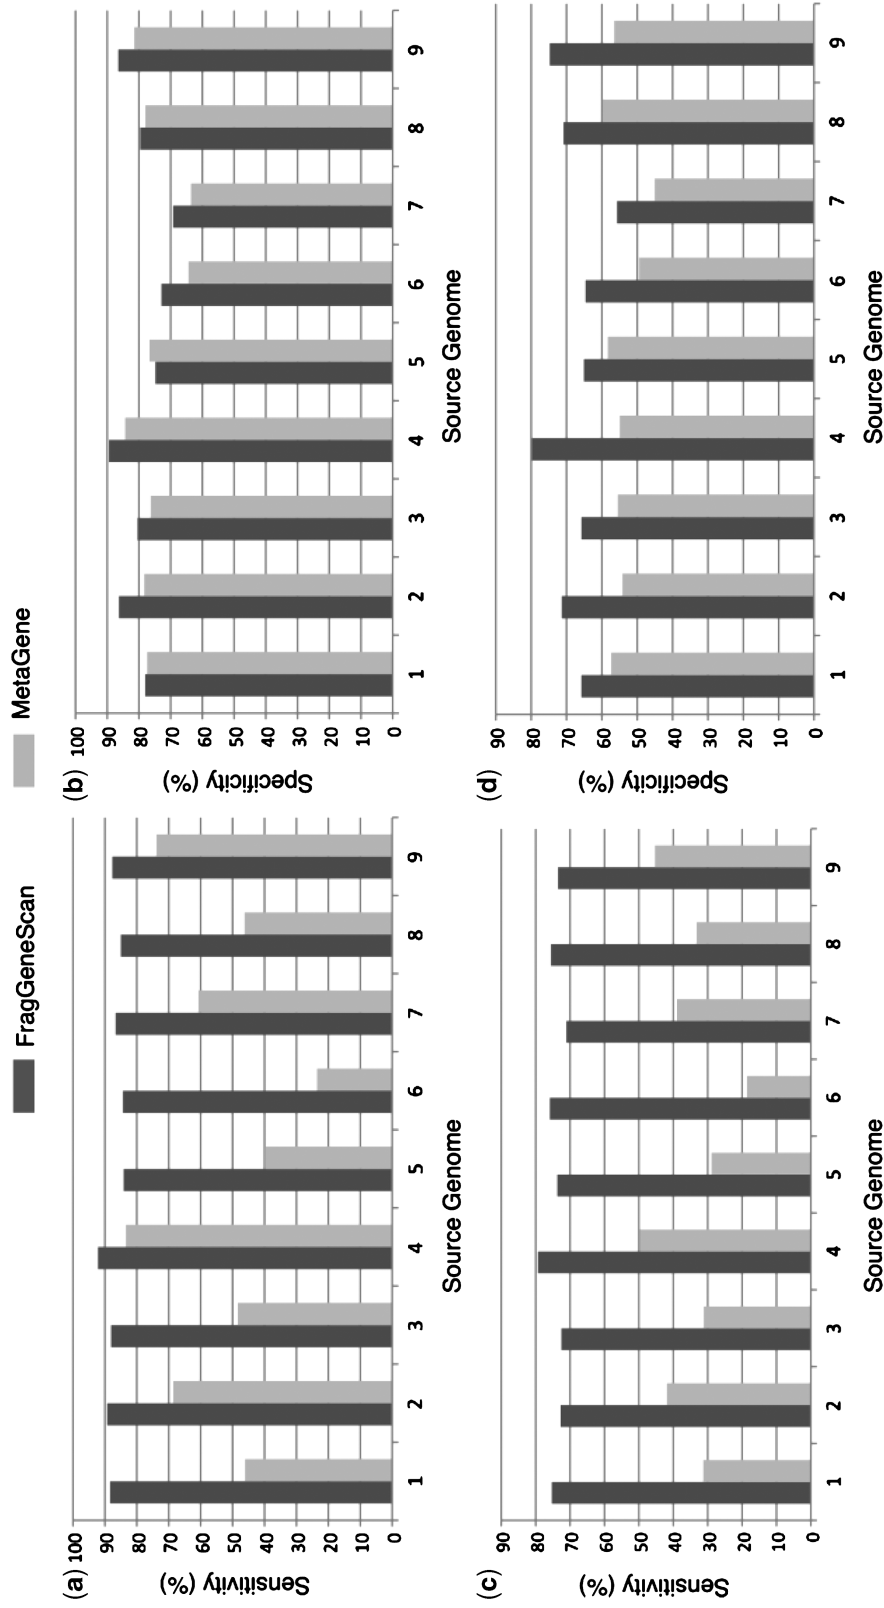 FragGeneScan MetaGene
(a)
Sensitivity (%)
100
90
80
70
60
50
40
30
20
10
0
1 2 3 4 5 6 7 8 9
Source Genome
(b)
Specificity (%)
100
90
80
70
60
50
40
30
20
10
0
1 2 3 4 5 6 7 8 9
Source Genome
(c)
Sensitivity (%)
90
80
70
60
50
40
30
20
10
0
1 2 3 4 5 6 7 8 9
Source Genome
(d)
Specificity (%)
90
80
70
60
50
40
30
20
10
0
1 2 3 4 5 6 7 8 9
Source Genome